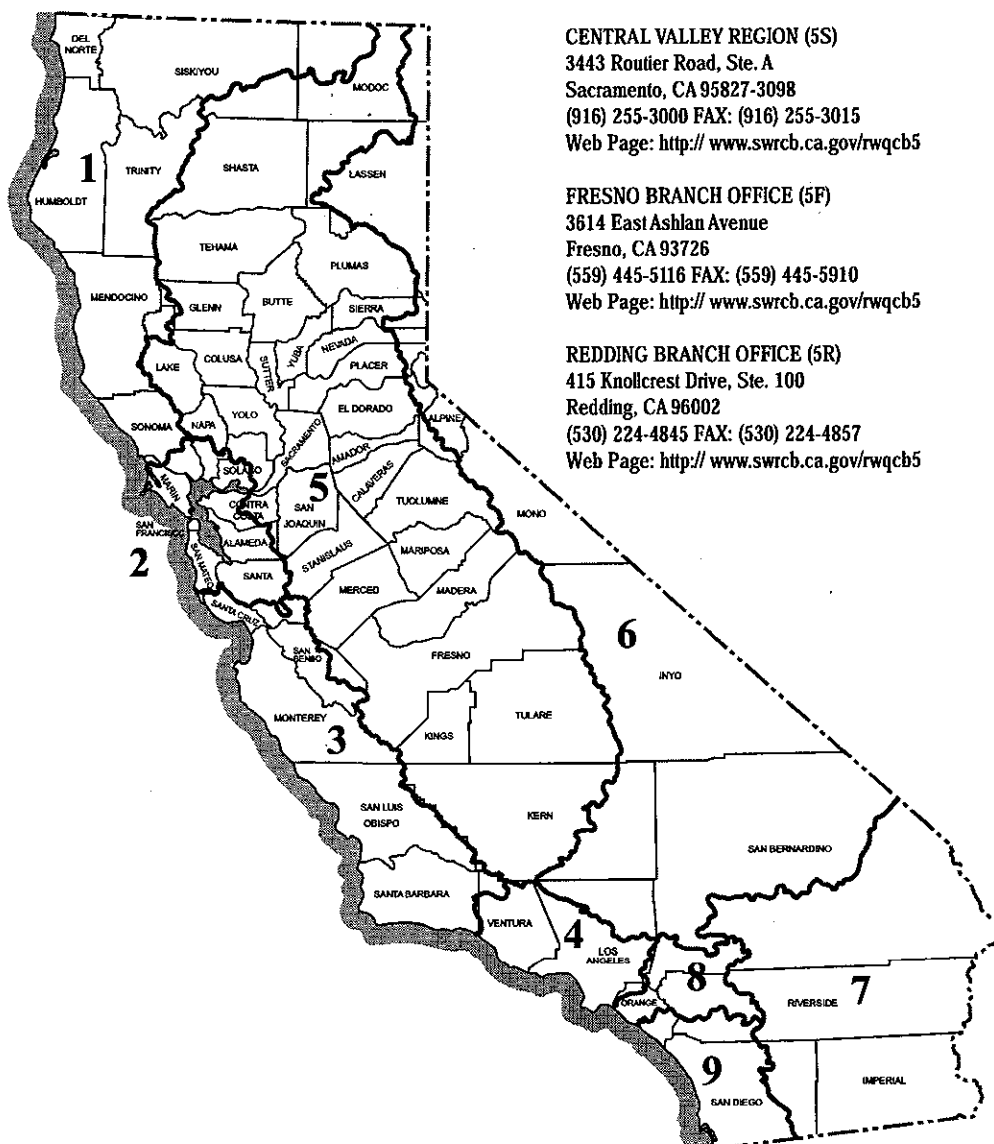 CENTRAL VALLEY REGION (5S)
3443 Routier Road, Ste. A
Sacramento, CA 95827-3098
(916) 255-3000 FAX: (916) 255-3015
Web Page: http:// www.swrcb.ca.gov/rwqcb5
FRESNO BRANCH OFFICE (5F)
3614 East Ashlan Avenue
Fresno, CA 93726
(559) 445-5116 FAX: (559) 445-5910
Web Page: http:// www.swrcb.ca.gov/rwqcb5
REDDING BRANCH OFFICE (5R)
415 Knollcrest Drive, Ste. 100
Redding, CA 96002
(530) 224-4845 FAX: (530) 224-4857
Web Page: http:// www.swrcb.ca.gov/rwqcb5
DEL
NORTE
SISKIYOU
MODOC
1
TRINITY
SHASTA
LASSEN
HUMBOLDT
TEHAMA
PLUMAS
MENDOCINO
GLENN
BUTTE
SIERRA
COLUSA
SUTTER
YUBA
NEVADA
PLACER
LAKE
SONOMA
NAPA
YOLO
EL DORADO
ALPINE
SACRAMENTO
AMADOR
SOLANO
MARIN
5
CALAVERAS
TUOLUMNE
CONTRA
COSTA
SAN
JOAQUIN
MONO
SAN
FRANCISCO
2
ALAMEDA
STANISLAUS
MARIPOSA
SAN MATEO
SANTA
MERCED
MADERA
SANTA CRUZ
6
SAN
BENITO
FRESNO
INYO
MONTEREY
3
KINGS
TULARE
SAN LUIS
OBISPO
KERN
SAN BERNARDINO
SANTA BARBARA
VENTURA
4
LOS
ANGELES
8
ORANGE
RIVERSIDE
7
9
SAN DIEGO
IMPERIAL